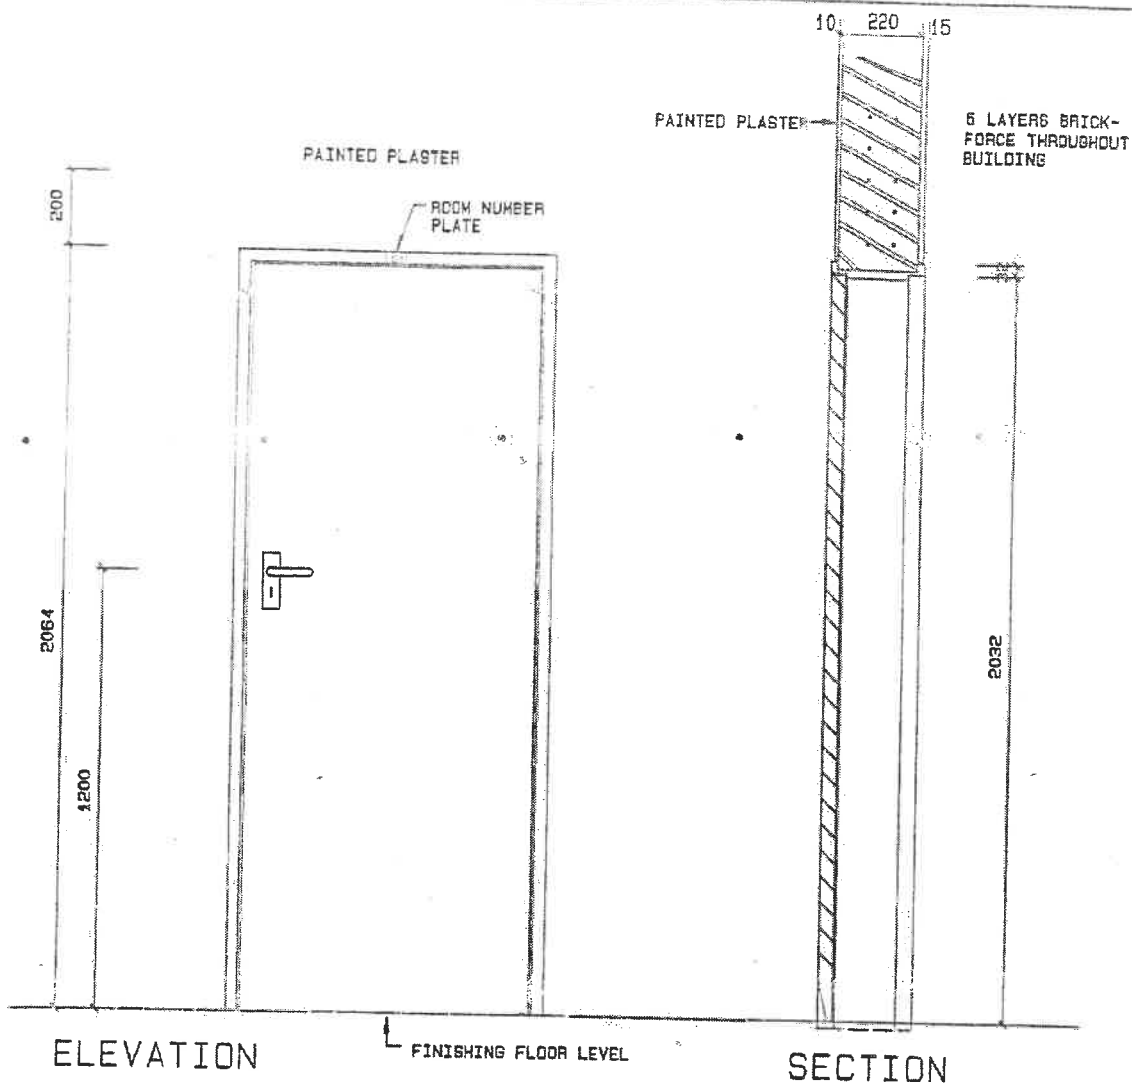 10 220 15
PAINTED PLASTER
6 LAYERS BRICK-
FORCE THROUGHOUT
BUILDING
PAINTED PLASTER
200
ROOM NUMBER
PLATE
2064
1200
2032
FINISHING FLOOR LEVEL
ELEVATION
SECTION